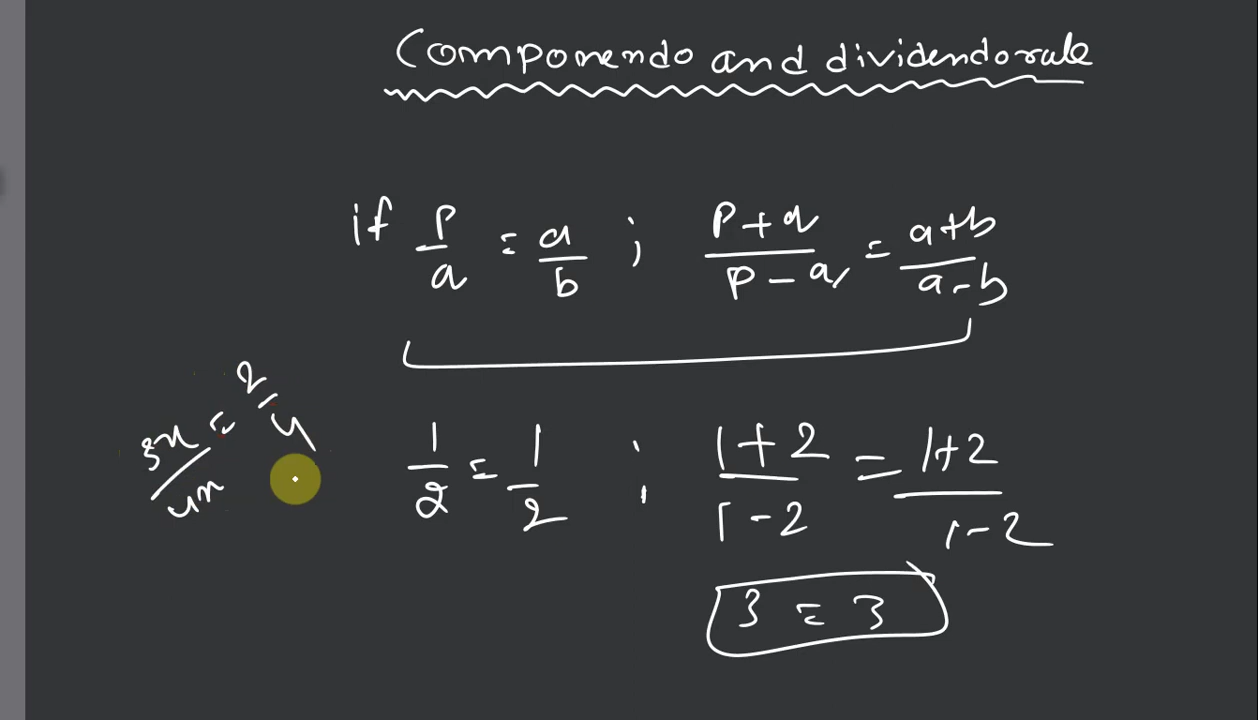 Componendo and dividendo rule
if P/a = a/b ; P+a/P-a, = a+b/a-b
3x/4x = 2/4
1/2 = 1/2 ; 1+2/1-2 = 1+2/1-2
3 = 3